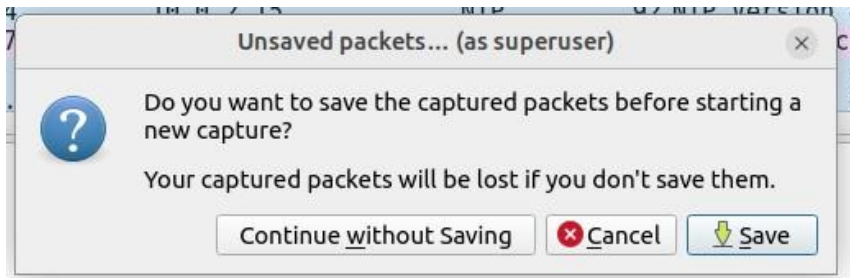 Unsaved packets... (as superuser)
Do you want to save the captured packets before starting a
new capture?
Your captured packets will be lost if you don't save them.
Continue without Saving
Cancel
Save